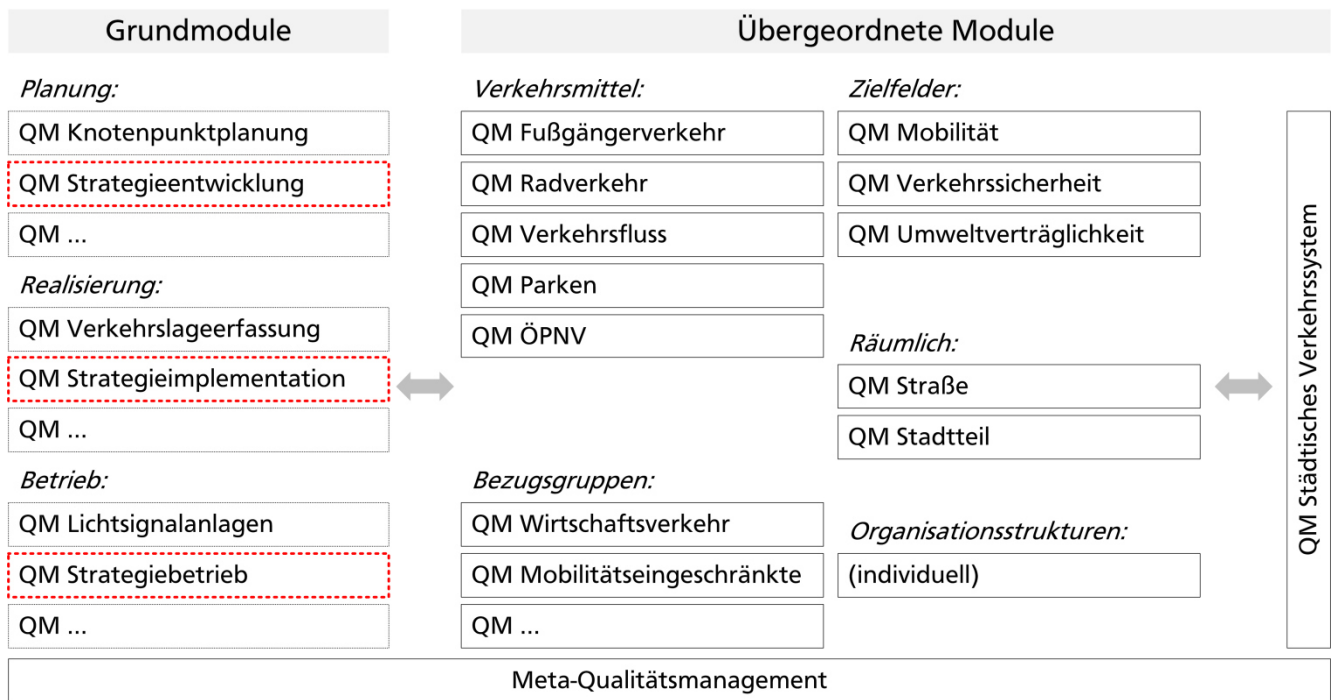 Grundmodule
Planung:
QM Knotenpunktplanung
QM Strategieentwicklung
QM ...
Realisierung:
QM Verkehrslageerfassung
QM Strategieimplementation
QM ...
Betrieb:
QM Lichtsignalanlagen
QM Strategiebetrieb
QM ...
Übergeordnete Module
Verkehrsmittel:
QM Fußgängerverkehr
QM Radverkehr
QM Verkehrsfluss
QM Parken
QM ÖPNV
Bezugsgruppen:
QM Wirtschaftsverkehr
QM Mobilitätseingeschränkte
QM ...
Zielfelder:
QM Mobilität
QM Verkehrssicherheit
QM Umweltverträglichkeit
Räumlich:
QM Straße
QM Stadtteil
Organisationsstrukturen:
(individuell)
QM Städtisches Verkehrssystem
Meta-Qualitätsmanagement